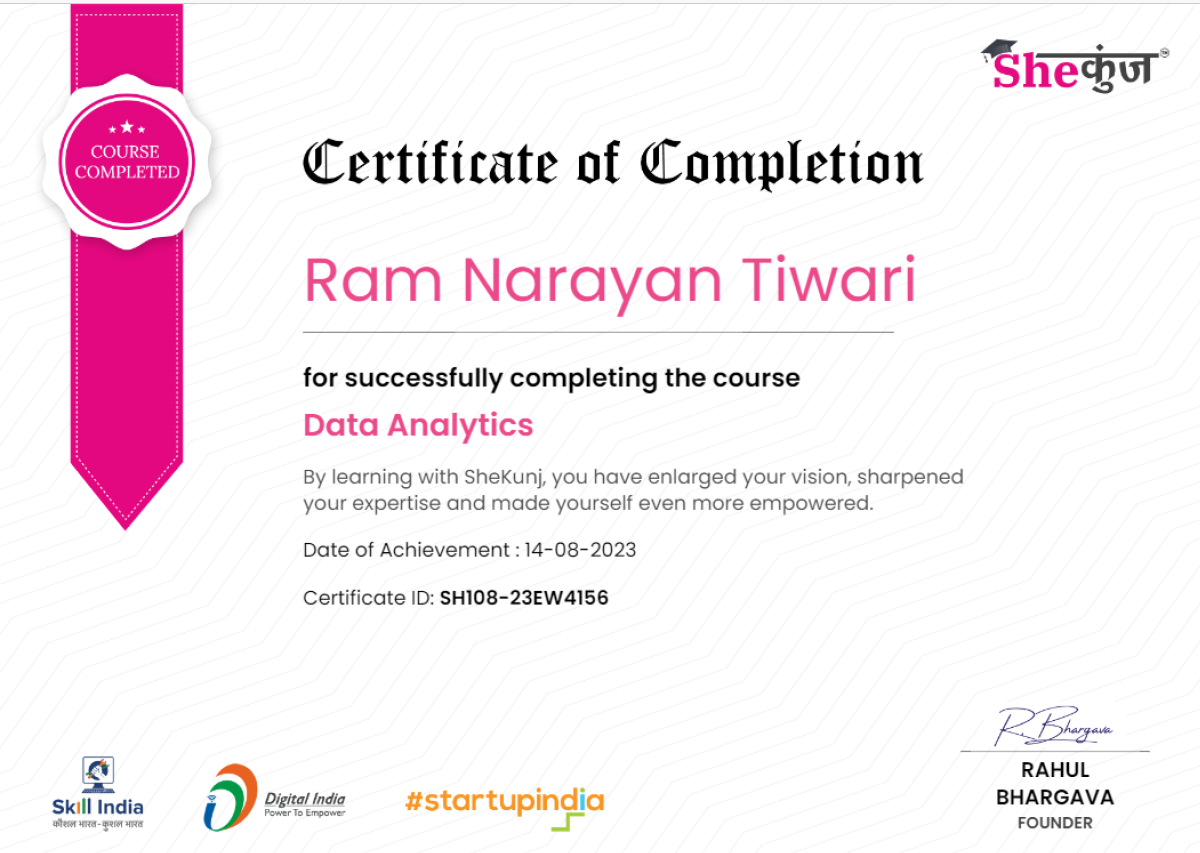 Sheकुंज
TM
COURSE
COMPLETED
Certificate of Completion
Ram Narayan Tiwari
for successfully completing the course
Data Analytics
By learning with SheKunj, you have enlarged your vision, sharpened
your expertise and made yourself even more empowered.
Date of Achievement : 14-08-2023
Certificate ID: SH108-23EW4156
Skill India
कौशल भारत-कुशल भारत
Digital India
Power To Empower
#startupindia
R. Bhargava
RAHUL
BHARGAVA
FOUNDER